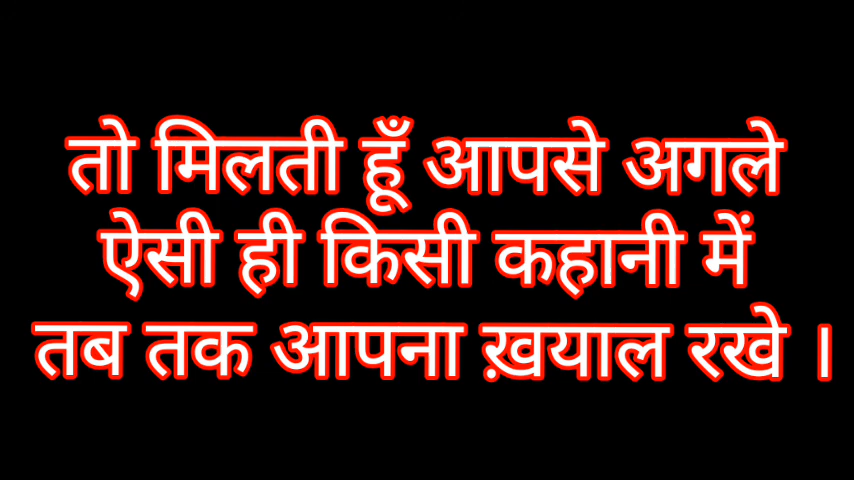 तो मिलती हूँ आपसे अगले
ऐसी ही किसी कहानी में
तब तक आपना ख़याल रखे ।